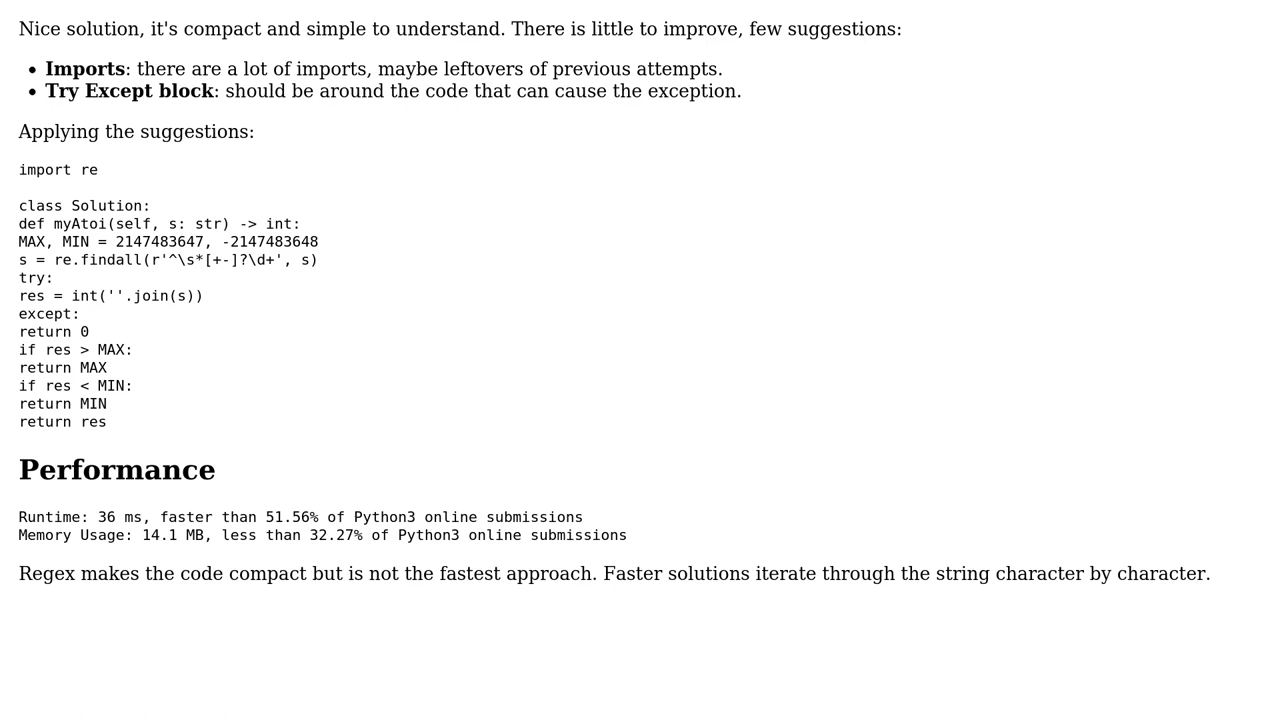 Nice solution, it's compact and simple to understand. There is little to improve, few suggestions:
• Imports: there are a lot of imports, maybe leftovers of previous attempts.
• Try Except block: should be around the code that can cause the exception.
Applying the suggestions:
import re
class Solution:
def myAtoi(self, s: str) -> int:
MAX, MIN = 2147483647, -2147483648
s = re.findall(r'^\s*[+-]?\d+', s)
try:
res = int(''.join(s))
except:
return 0
if res > MAX:
return MAX
if res < MIN:
return MIN
return res
Performance
Runtime: 36 ms, faster than 51.56% of Python3 online submissions
Memory Usage: 14.1 MB, less than 32.27% of Python3 online submissions
Regex makes the code compact but is not the fastest approach. Faster solutions iterate through the string character by character.